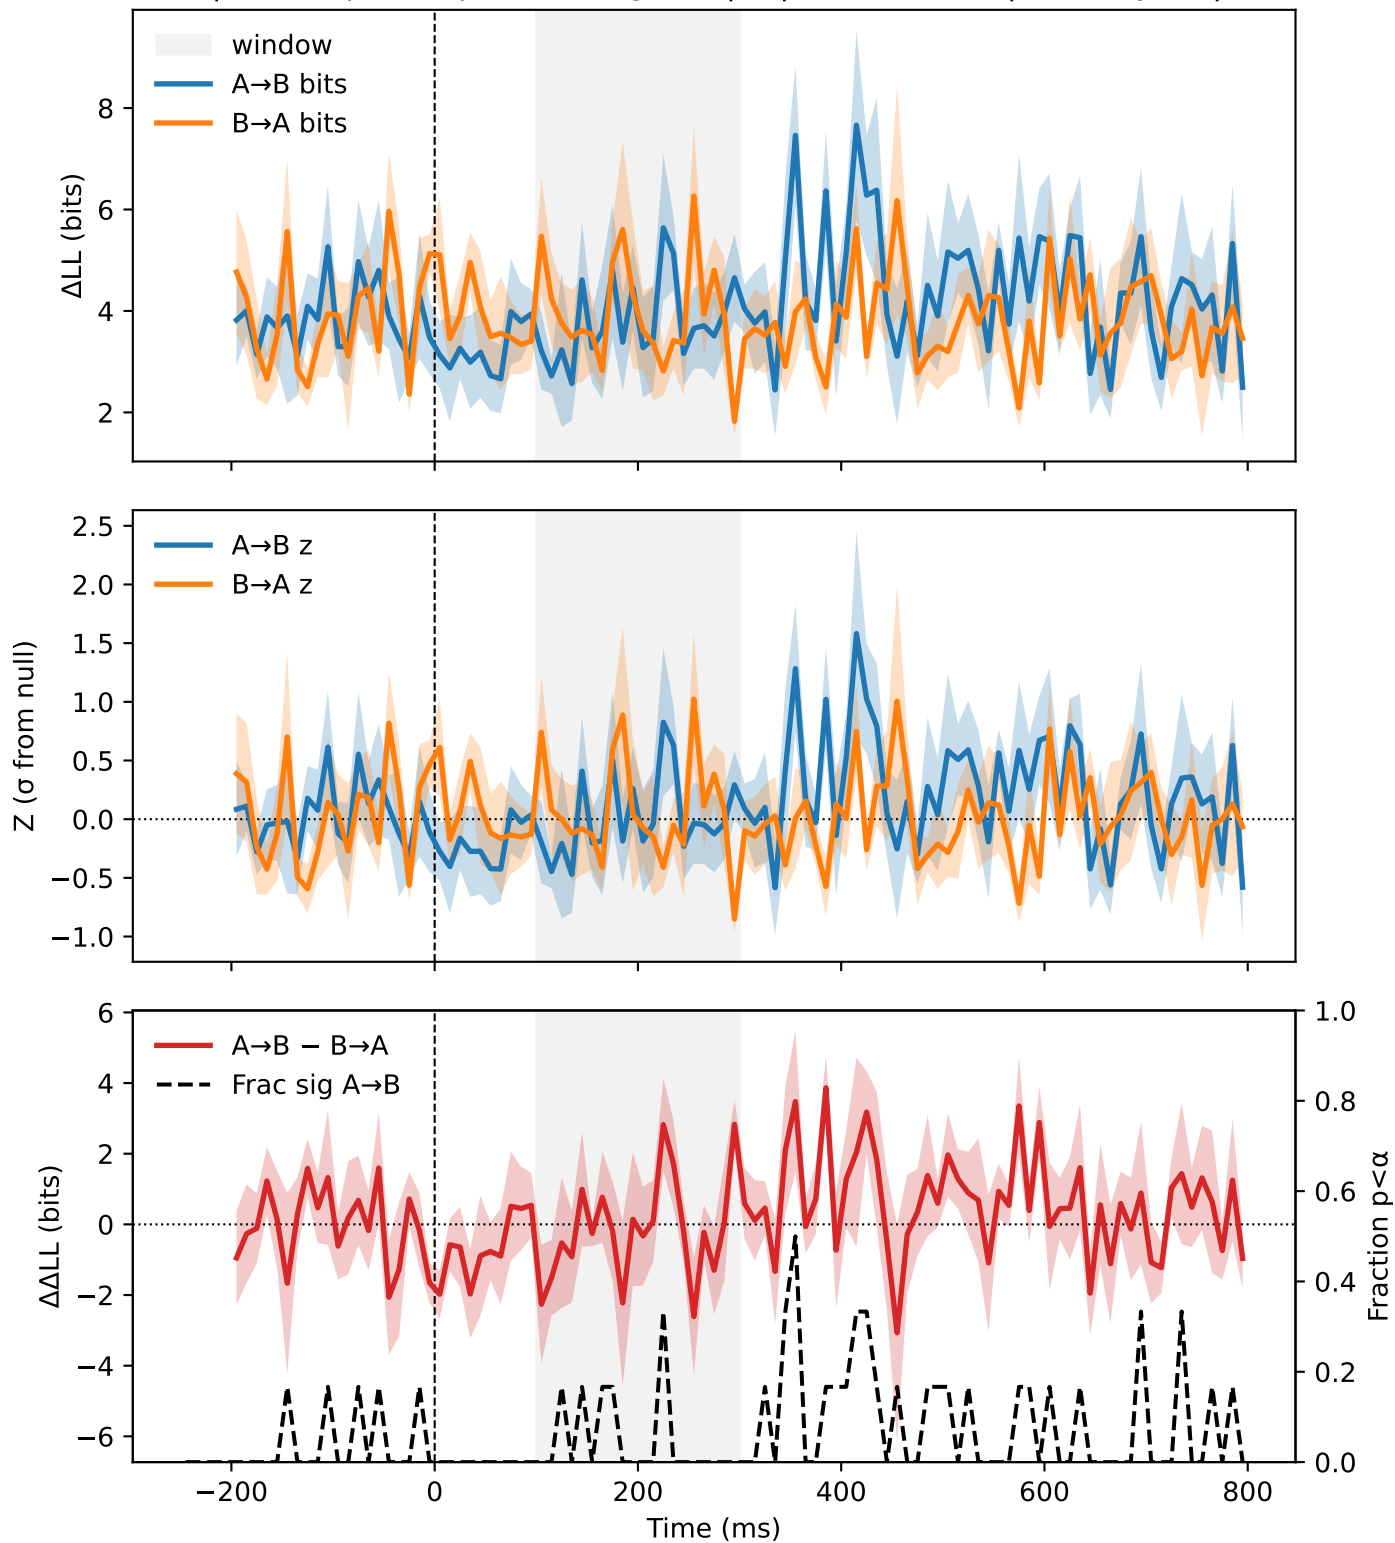 window
A→B bits
B→A bits
ΔLL (bits)
8
6
4
2
A→B z
B→A z
Z (σ from null)
2.5
2.0
1.5
1.0
0.5
0.0
−0.5
−1.0
A→B − B→A
Frac sig A→B
ΔΔLL (bits)
6
4
2
0
−2
−4
−6
1.0
0.8
0.6
0.4
0.2
0.0
Fraction p<α
−200
0
200
400
600
800
Time (ms)